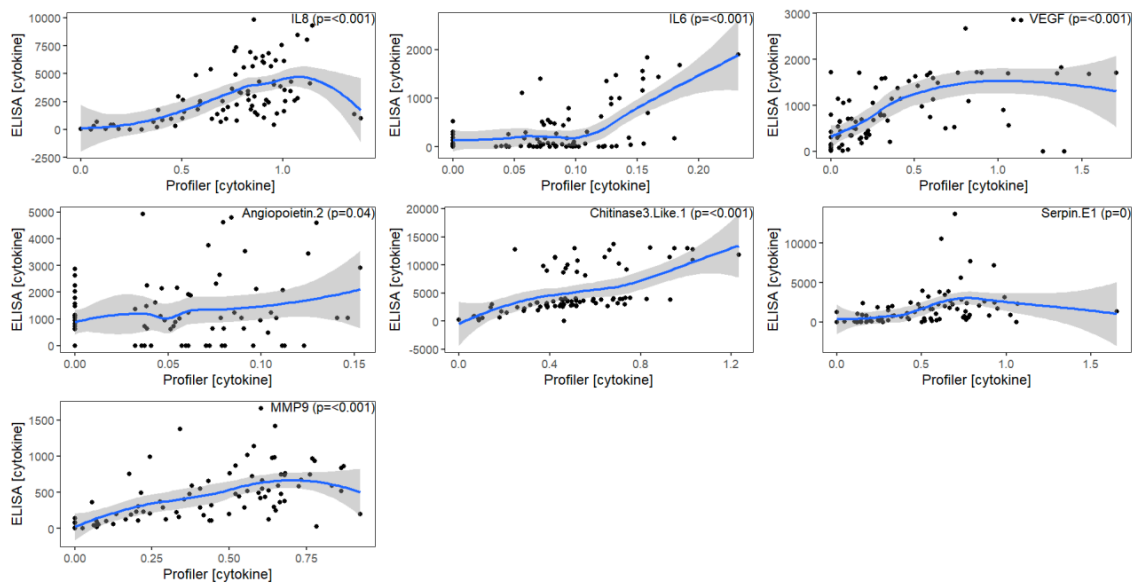 IL8 (p=<0.001)
10000
7500
5000
2500
0
-2500
ELISA [cytokine]
0.0 0.5 1.0
Profiler [cytokine]
IL6 (p=<0.001)
2000
1000
0
ELISA [cytokine]
0.00 0.05 0.10 0.15 0.20
Profiler [cytokine]
VEGF (p=<0.001)
3000
2000
1000
0
ELISA [cytokine]
0.0 0.5 1.0 1.5
Profiler [cytokine]
Angiopoietin.2 (p=0.04)
5000
4000
3000
2000
1000
0
ELISA [cytokine]
0.00 0.05 0.10 0.15
Profiler [cytokine]
Chitinase3.Like.1 (p=<0.001)
20000
15000
10000
5000
0
-5000
ELISA [cytokine]
0.0 0.4 0.8 1.2
Profiler [cytokine]
Serpin.E1 (p=0)
10000
5000
0
ELISA [cytokine]
0.0 0.5 1.0 1.5
Profiler [cytokine]
MMP9 (p=<0.001)
1500
1000
500
0
ELISA [cytokine]
0.00 0.25 0.50 0.75
Profiler [cytokine]